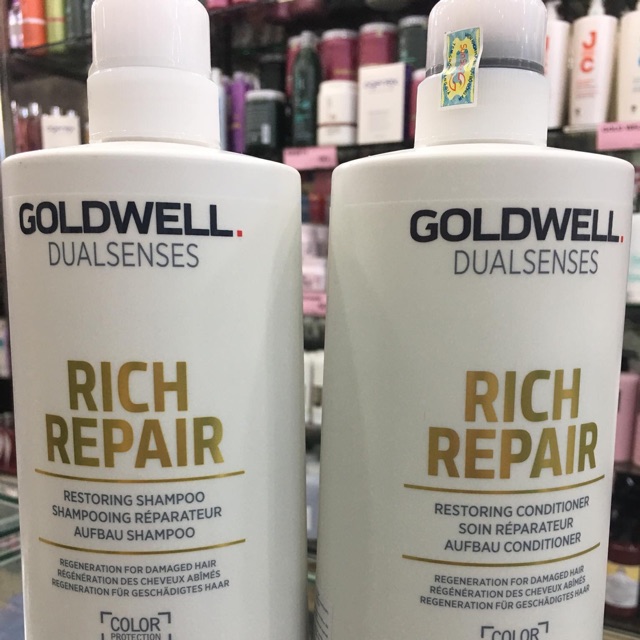 GOLDWELL.
DUALSENSES
RICH
REPAIR
RESTORING SHAMPOO
SHAMPOOING RÉPARATEUR
AUFBAU SHAMPOO
REGENERATION FOR DAMAGED HAIR
RÉGÉNÉRATION DES CHEVEUX ABÎMÉS
REGENERATION FÜR GESCHÄDIGTES HAAR
COLOR
PROTECTION
GOLDWELL.
DUALSENSES
RICH
REPAIR
RESTORING CONDITIONER
SOIN RÉPARATEUR
AUFBAU CONDITIONER
REGENERATION FOR DAMAGED HAIR
RÉGÉNÉRATION DES CHEVEUX ABÎMÉS
REGENERATION FÜR GESCHÄDIGTES HAAR
COLOR